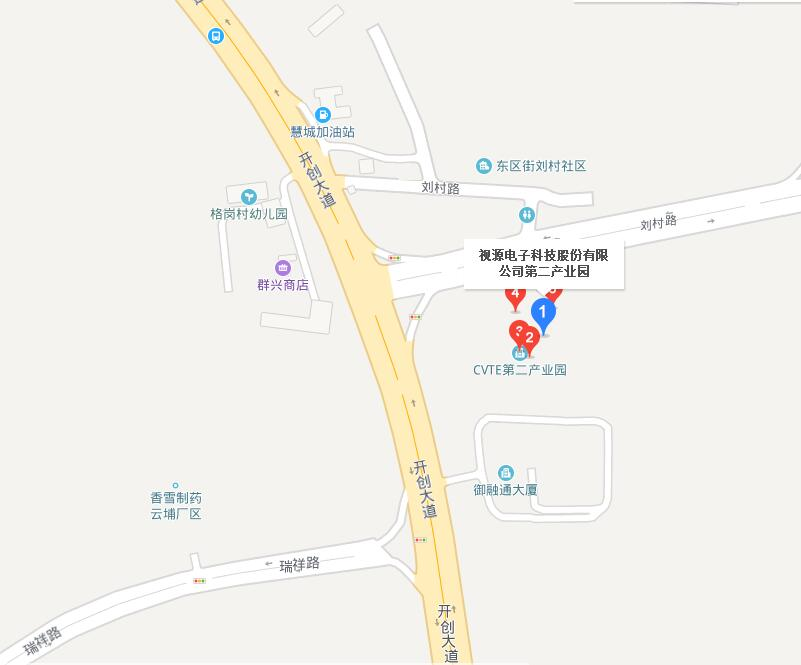 慧城加油站
开创大道
东区街刘村社区
刘村路
格岗村幼儿园
刘村路
视源电子科技股份有限
公司第二产业园
群兴商店
4
1
3
2
CVTE第二产业园
开创大道
御融通大厦
香雪制药
云埔厂区
瑞祥路
开创大道
瑞祥路